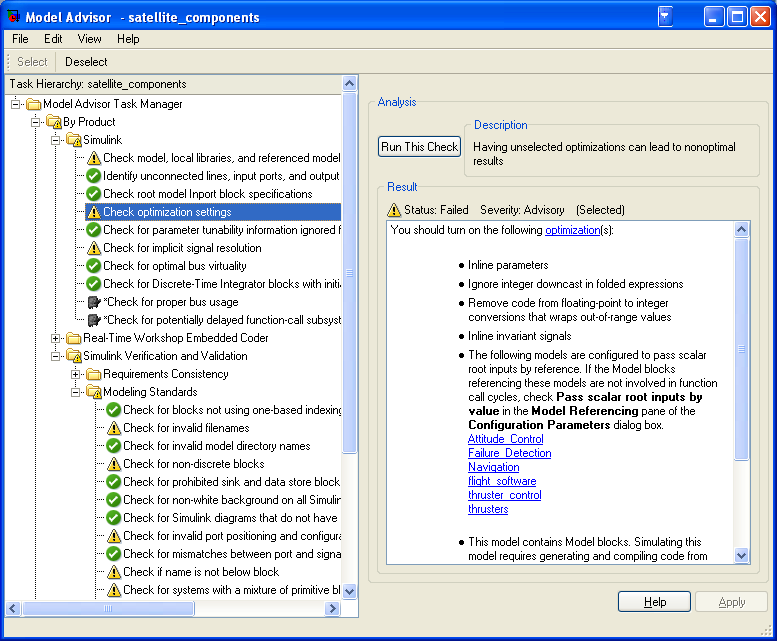 Model Advisor - satellite_components
File Edit View Help
Select Deselect
Task Hierarchy: satellite_components
Model Advisor Task Manager
By Product
Simulink
Check model, local libraries, and referenced model
Identify unconnected lines, input ports, and output
Check root model Inport block specifications
Check optimization settings
Check for parameter tunability information ignored f
Check for implicit signal resolution
Check for optimal bus virtuality
Check for Discrete-Time Integrator blocks with initi
*Check for proper bus usage
*Check for potentially delayed function-call subsyst
Real-Time Workshop Embedded Coder
Simulink Verification and Validation
Requirements Consistency
Modeling Standards
Check for blocks not using one-based indexing
Check for invalid filenames
Check for invalid model directory names
Check for non-discrete blocks
Check for prohibited sink and data store block
Check for non-white background on all Simulin
Check for Simulink diagrams that do not have
Check for invalid port positioning and configura
Check for mismatches between port and signa
Check if name is not below block
Check for systems with a mixture of primitive bl
Analysis
Run This Check
Description
Having unselected optimizations can lead to nonoptimal
results
Result
Status: Failed Severity: Advisory (Selected)
You should turn on the following optimization(s):
• Inline parameters
• Ignore integer downcast in folded expressions
• Remove code from floating-point to integer
conversions that wraps out-of-range values
• Inline invariant signals
• The following models are configured to pass scalar
root inputs by reference. If the Model blocks
referencing these models are not involved in function
call cycles, check Pass scalar root inputs by
value in the Model Referencing pane of the
Configuration Parameters dialog box.
Attitude_Control
Failure_Detection
Navigation
flight_software
thruster_control
thrusters
• This model contains Model blocks. Simulating this
model requires generating and compiling code from
Help Apply